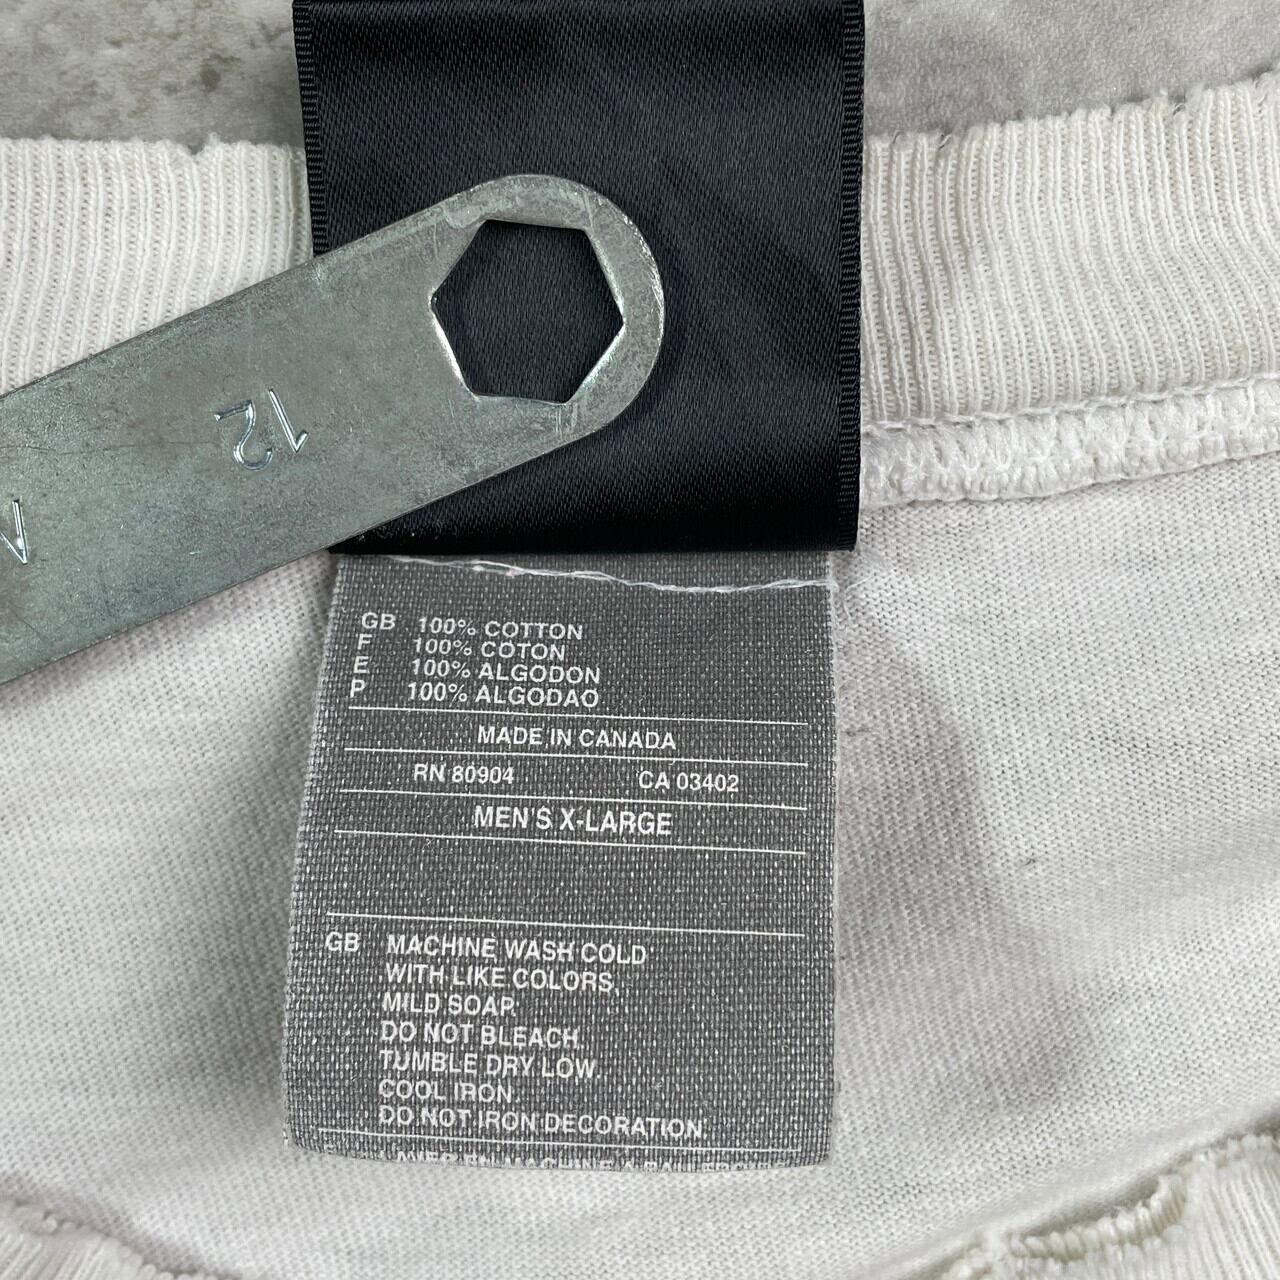 12
GB 100% COTTON
F 100% COTON
E 100% ALGODON
P 100% ALGODAO
MADE IN CANADA
RN 80904 CA 03402
MEN'S X-LARGE
GB MACHINE WASH COLD
WITH LIKE COLORS.
MILD SOAP.
DO NOT BLEACH.
TUMBLE DRY LOW.
COOL IRON.
DO NOT IRON DECORATION.